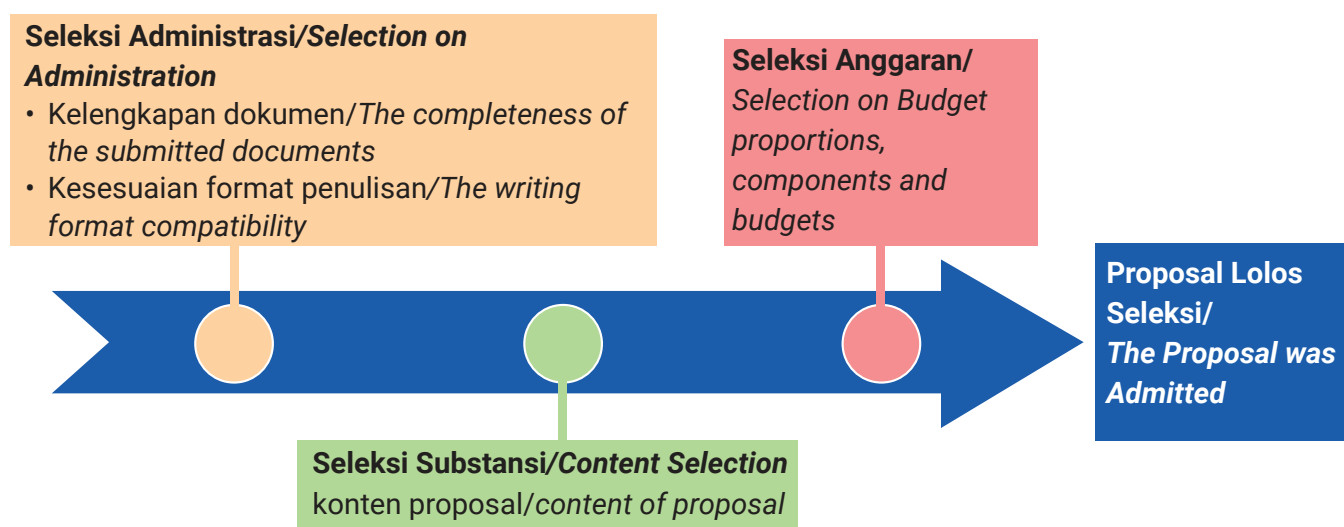 Seleksi Administrasi/Selection on
Administration
• Kelengkapan dokumen/The completeness of
the submitted documents
• Kesesuaian format penulisan/The writing
format compatibility
Seleksi Substansi/Content Selection
konten proposal/content of proposal
Seleksi Anggaran/
Selection on Budget
proportions,
components and
budgets
Proposal Lolos
Seleksi/
The Proposal was
Admitted